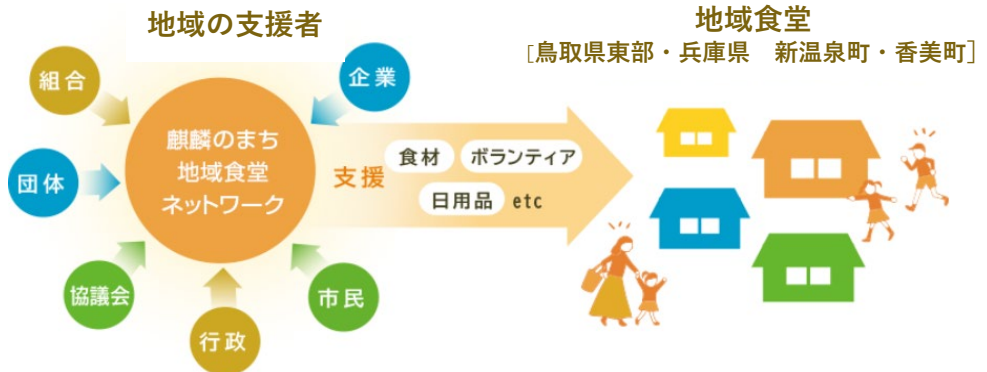 地域の支援者
組合
企業
団体
麒麟のまち
地域食堂
ネットワーク
協議会
行政
市民
支援
食材
ボランティア
日用品 etc
地域食堂
[鳥取県東部・兵庫県　新温泉町・香美町]